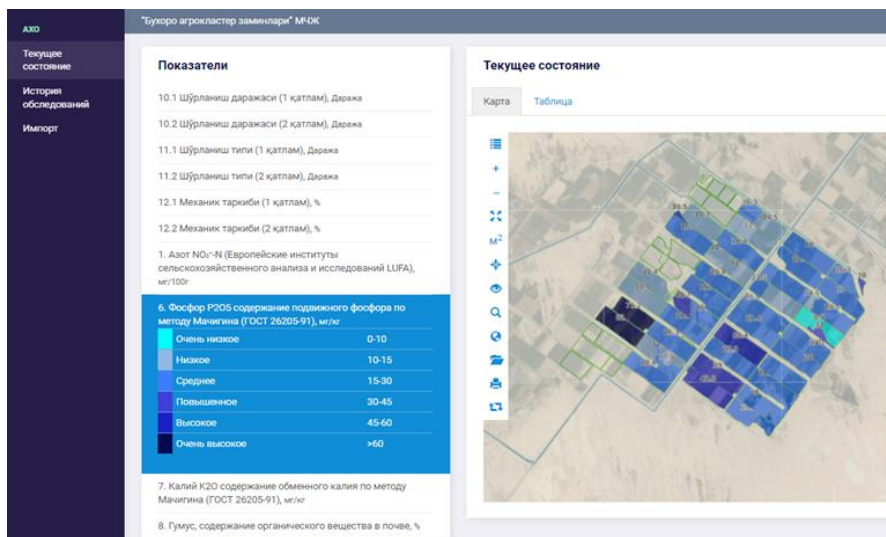 АХО
Текущее
состояние
История
обследований
Импорт
"Бухоро агрокластер заминлари" МЧЖ
Показатели
10.1 Шўрланиш даражаси (1 қатлам), Даража
10.2 Шўрланиш даражаси (2 қатлам), Даража
11.1 Шўрланиш типи (1 қатлам), Даража
11.2 Шўрланиш типи (2 қатлам), Даража
12.1 Механик таркиби (1 қатлам), %
12.2 Механик таркиби (2 қатлам), %
1. Азот NO₃-N (Европейские институты
сельскохозяйственного анализа и исследований LUFA),
мг/100г
6. Фосфор P2O5 содержание подвижного фосфора по
методу Мачигина (ГОСТ 26205-91), мг/кг
Очень низкое 0-10
Низкое 10-15
Среднее 15-30
Повышенное 30-45
Высокое 45-60
Очень высокое >60
7. Калий K2O содержание обменного калия по методу
Мачигина (ГОСТ 26205-91), мг/кг
8. Гумус, содержание органического вещества в почве, %
Текущее состояние
Карта Таблица
M²